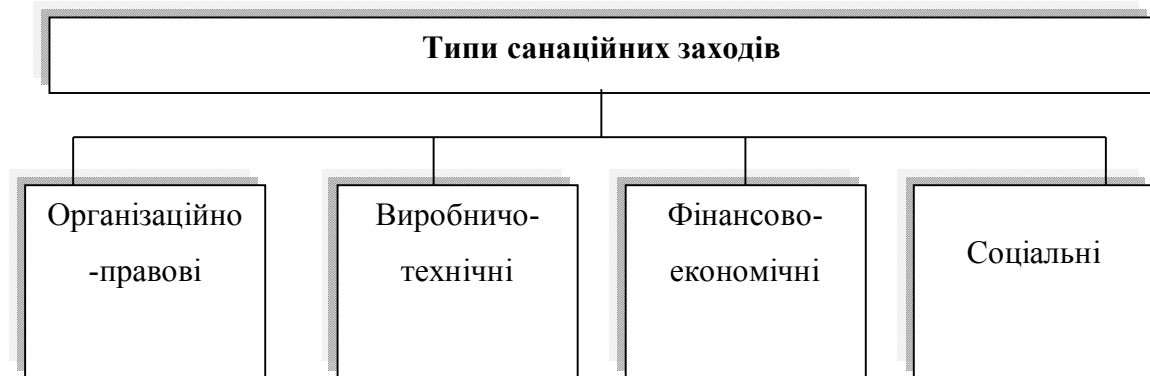 Типи санаційних заходів
Організаційно
-правові
Виробничо-
технічні
Фінансово-
економічні
Соціальні